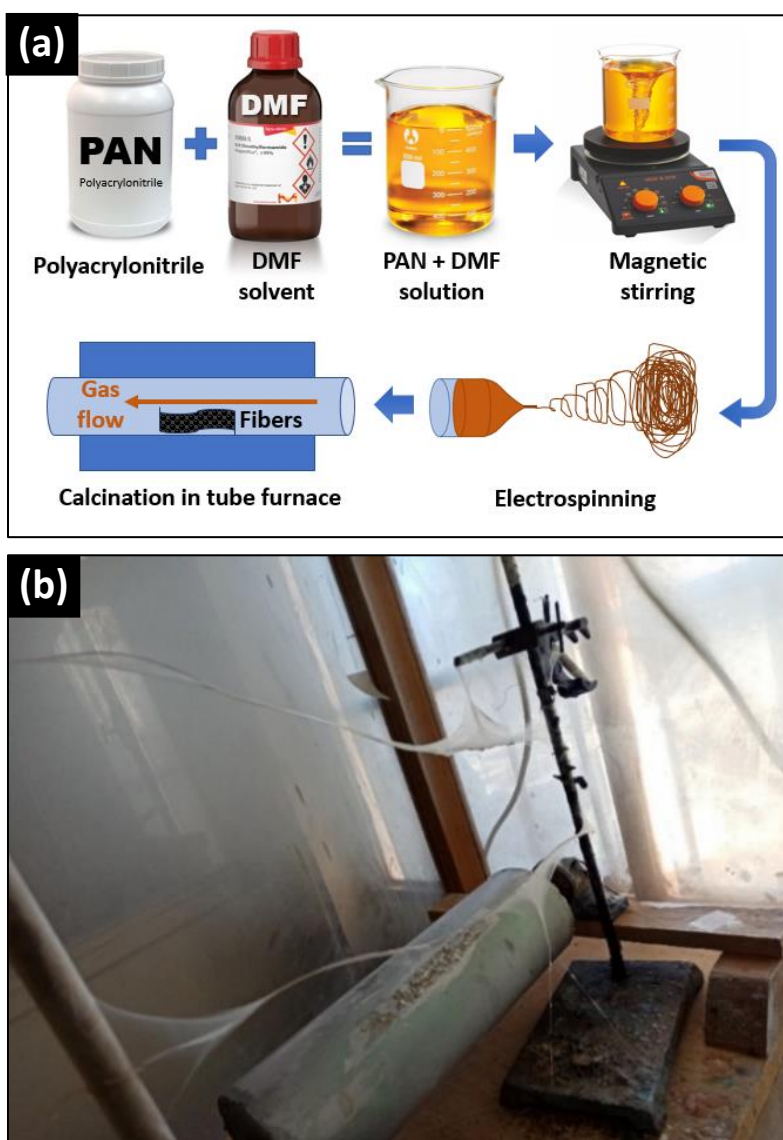 (a)
PAN
Polyacrylonitrile
DMF
Polyacrylonitrile
DMF
solvent
PAN + DMF
solution
Magnetic
stirring
Gas
flow
Fibers
Calcination in tube furnace
Electrospinning
(b)